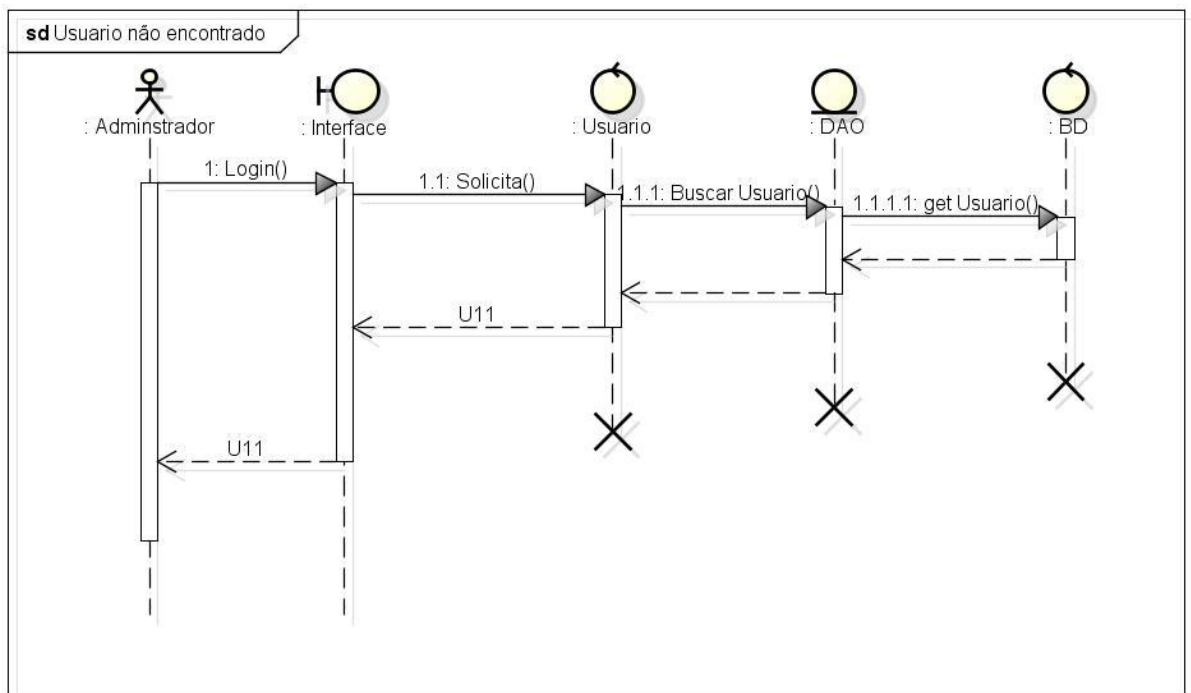 sd Usuario não encontrado
: Adminstrador
: Interface
: Usuario
: DAO
: BD
1: Login()
1.1: Solicita()
1.1.1: Buscar Usuario()
1.1.1.1: get Usuario()
U11
U11